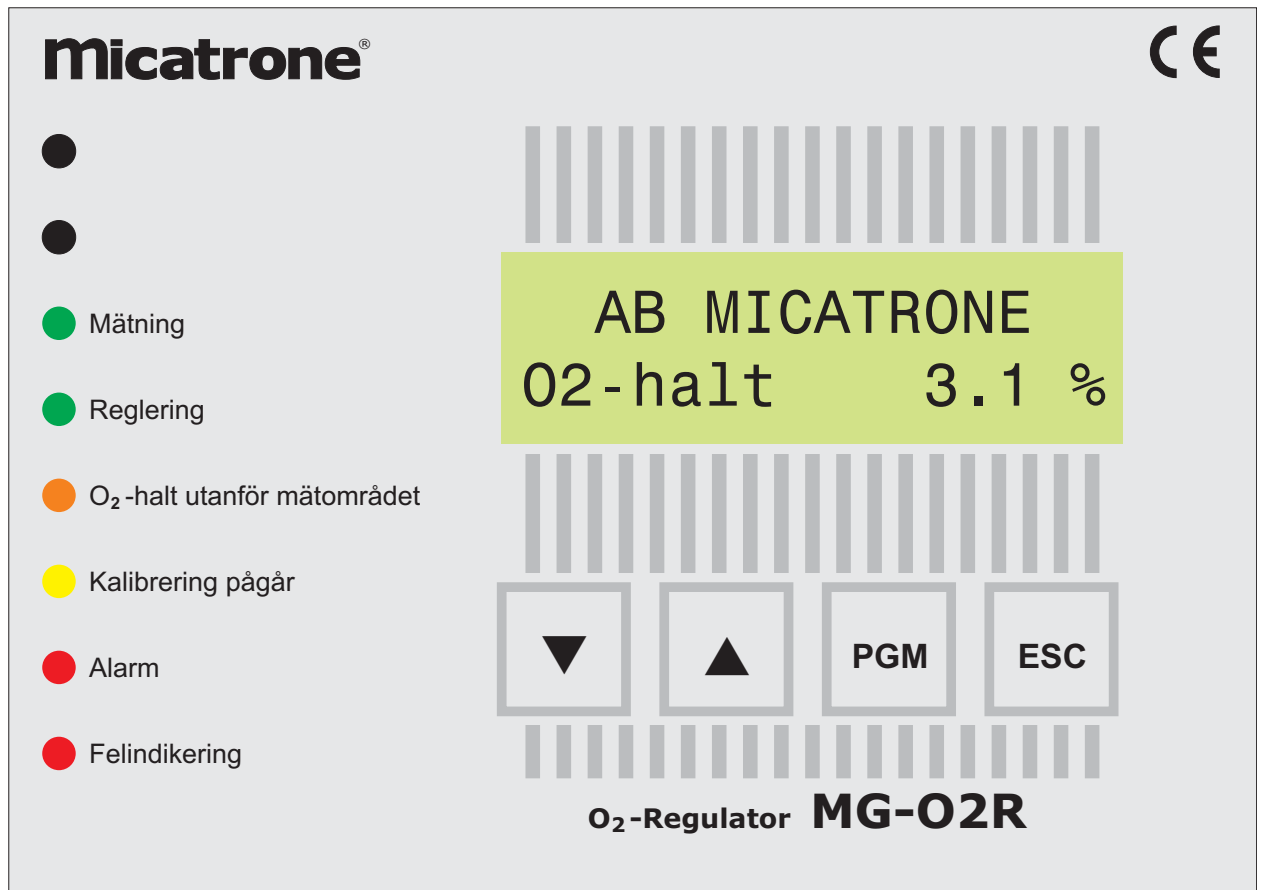 micatrone®
CE
Mätning
Reglering
O₂-halt utanför mätområdet
Kalibrering pågår
Alarm
Felindikering
AB MICATRONE
O2-halt 3.1 %
▼ ▲ PGM ESC
O₂-Regulator MG-O2R